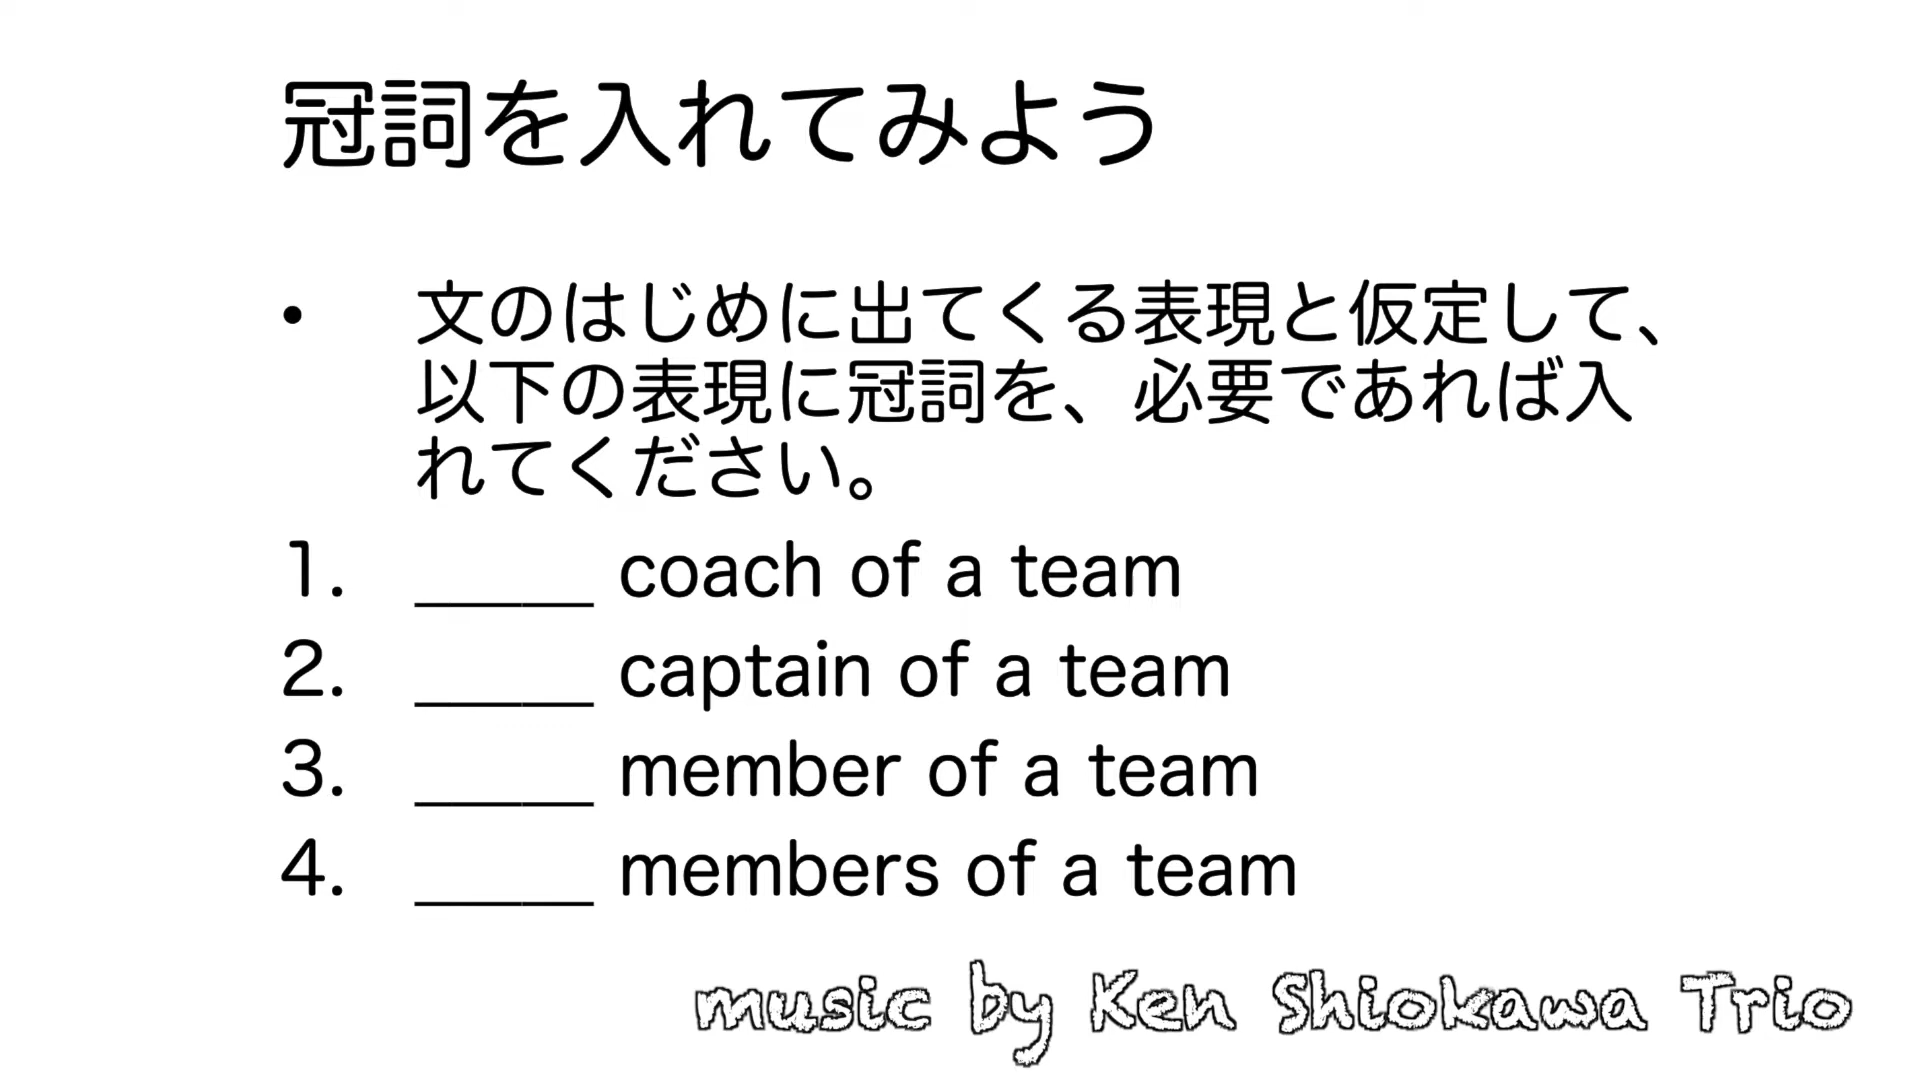 冠詞を入れてみよう
• 文のはじめに出てくる表現と仮定して、
以下の表現に冠詞を、必要であれば入
れてください。
1. _____ coach of a team
2. _____ captain of a team
3. _____ member of a team
4. _____ members of a team
music by Ken Shiokawa Trio